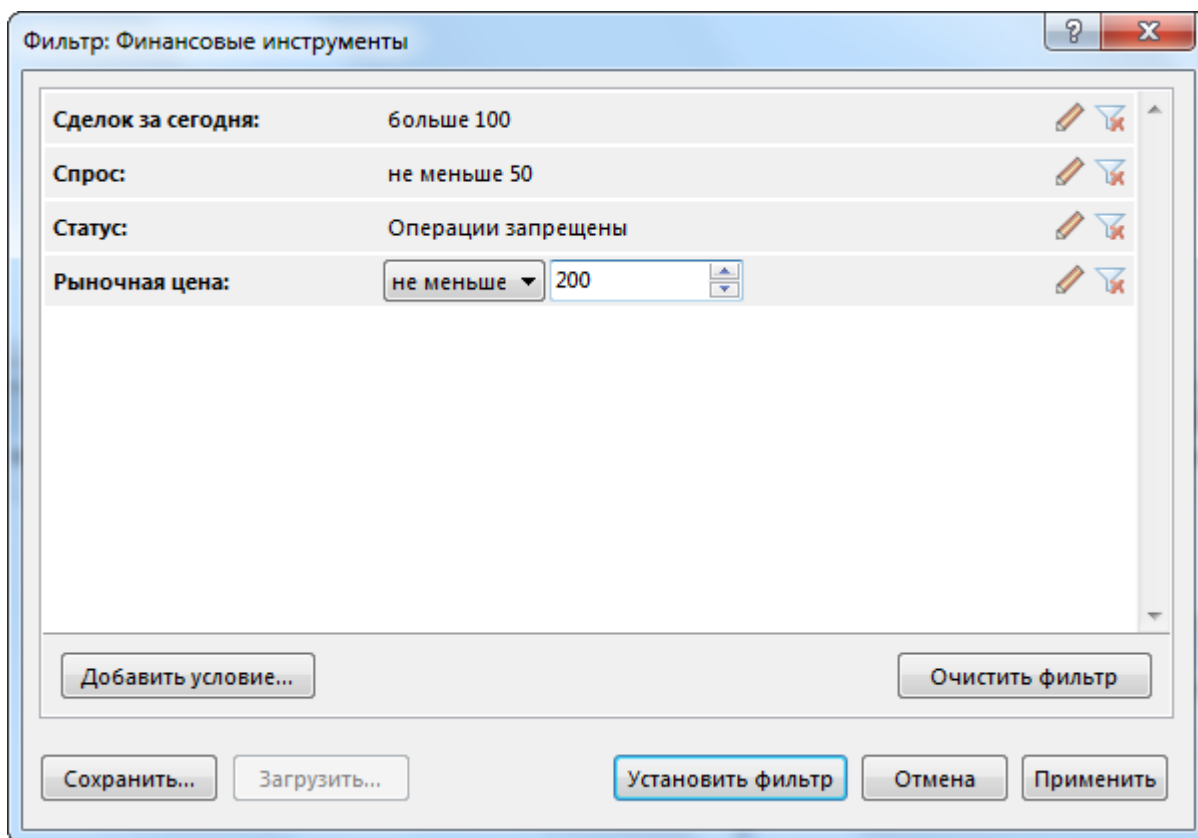 Фильтр: Финансовые инструменты
Сделок за сегодня: больше 100
Спрос: не меньше 50
Статус: Операции запрещены
Рыночная цена: не меньше 200
Добавить условие... Очистить фильтр
Сохранить... Загрузить... Установить фильтр Отмена Применить